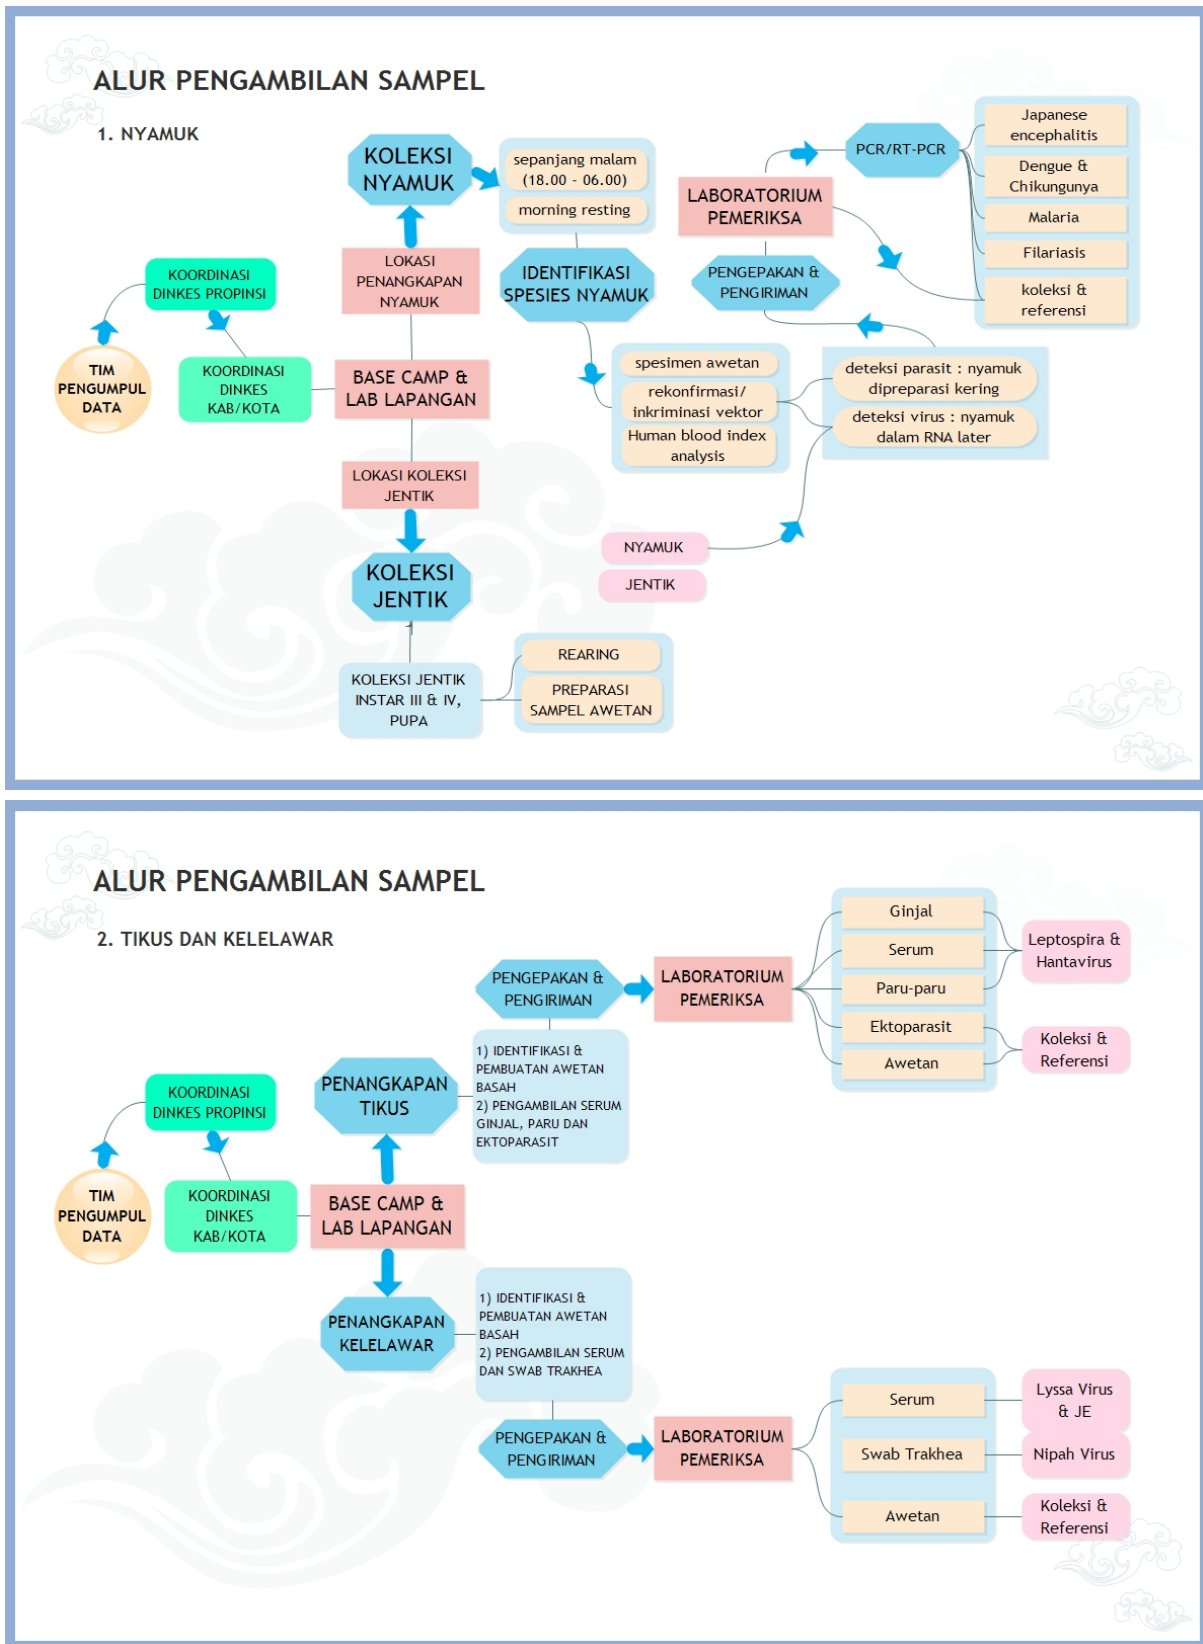 ALUR PENGAMBILAN SAMPEL
1. NYAMUK
TIM
PENGUMPUL
DATA
KOORDINASI
DINKES PROPINSI
KOORDINASI
DINKES
KAB/KOTA
BASE CAMP &
LAB LAPANGAN
LOKASI
PENANGKAPAN
NYAMUK
KOLEKSI
NYAMUK
sepanjang malam
(18.00 - 06.00)
morning resting
IDENTIFIKASI
SPESIES NYAMUK
spesimen awetan
rekonfirmasi/
inkriminasi vektor
Human blood index
analysis
deteksi parasit : nyamuk
dipreparasi kering
deteksi virus : nyamuk
dalam RNA later
PENGEPAKAN &
PENGIRIMAN
LABORATORIUM
PEMERIKSA
PCR/RT-PCR
Japanese
encephalitis
Dengue &
Chikungunya
Malaria
Filariasis
koleksi &
referensi
LOKASI KOLEKSI
JENTIK
KOLEKSI
JENTIK
KOLEKSI JENTIK
INSTAR III & IV,
PUPA
REARING
PREPARASI
SAMPEL AWETAN
NYAMUK
JENTIK
ALUR PENGAMBILAN SAMPEL
2. TIKUS DAN KELELAWAR
TIM
PENGUMPUL
DATA
KOORDINASI
DINKES PROPINSI
KOORDINASI
DINKES
KAB/KOTA
BASE CAMP &
LAB LAPANGAN
PENANGKAPAN
TIKUS
1) IDENTIFIKASI &
PEMBUATAN AWETAN
BASAH
2) PENGAMBILAN SERUM
GINJAL, PARU DAN
EKTOPARASIT
PENGEPAKAN &
PENGIRIMAN
LABORATORIUM
PEMERIKSA
Ginjal
Serum
Paru-paru
Ektoparasit
Awetan
Leptospira &
Hantavirus
Koleksi &
Referensi
PENANGKAPAN
KELELAWAR
1) IDENTIFIKASI &
PEMBUATAN AWETAN
BASAH
2) PENGAMBILAN SERUM
DAN SWAB TRAKHEA
PENGEPAKAN &
PENGIRIMAN
LABORATORIUM
PEMERIKSA
Serum
Swab Trakhea
Awetan
Lyssa Virus
& JE
Nipah Virus
Koleksi &
Referensi